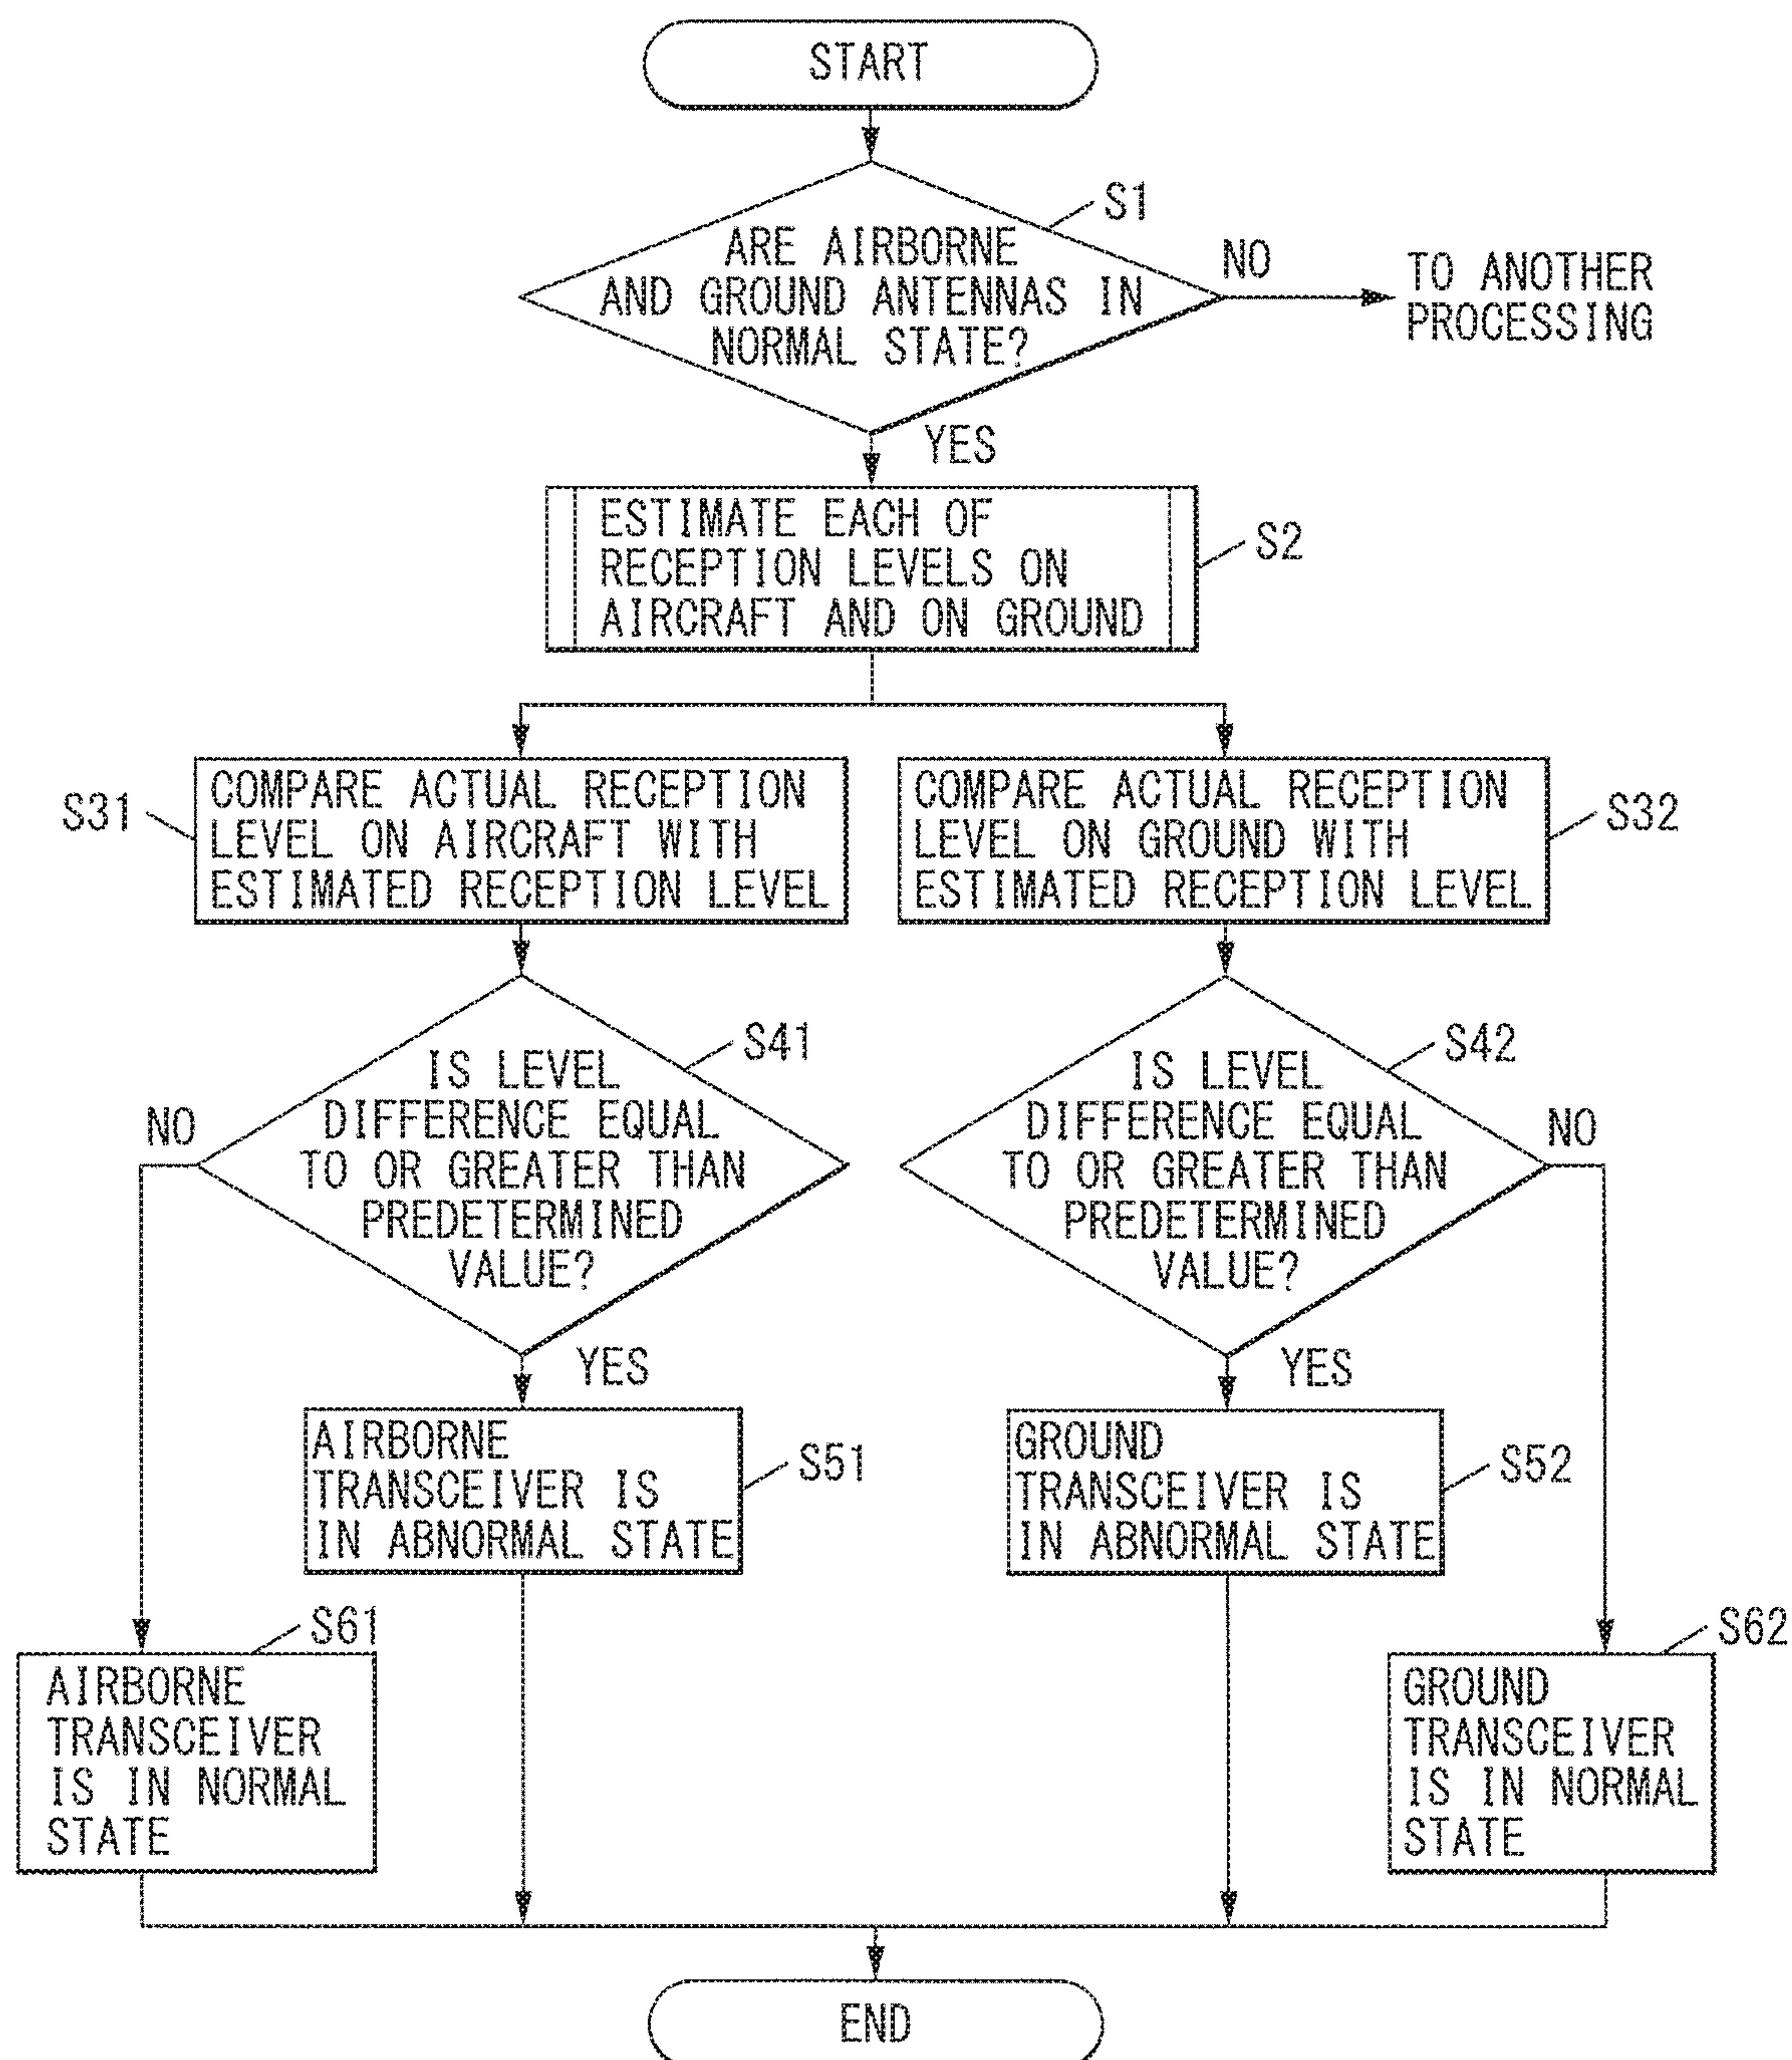 START
S1
ARE AIRBORNE
AND GROUND ANTENNAS IN
NORMAL STATE?
NO
TO ANOTHER
PROCESSING
YES
ESTIMATE EACH OF
RECEPTION LEVELS ON
AIRCRAFT AND ON GROUND
S2
S31
COMPARE ACTUAL RECEPTION
LEVEL ON AIRCRAFT WITH
ESTIMATED RECEPTION LEVEL
COMPARE ACTUAL RECEPTION
LEVEL ON GROUND WITH
ESTIMATED RECEPTION LEVEL
S32
S41
IS LEVEL
DIFFERENCE EQUAL
TO OR GREATER THAN
PREDETERMINED
VALUE?
NO
YES
S42
IS LEVEL
DIFFERENCE EQUAL
TO OR GREATER THAN
PREDETERMINED
VALUE?
NO
YES
AIRBORNE
TRANSCEIVER IS
IN ABNORMAL STATE
S51
GROUND
TRANSCEIVER IS
IN ABNORMAL STATE
S52
S61
AIRBORNE
TRANSCEIVER
IS IN NORMAL
STATE
S62
GROUND
TRANSCEIVER
IS IN NORMAL
STATE
END